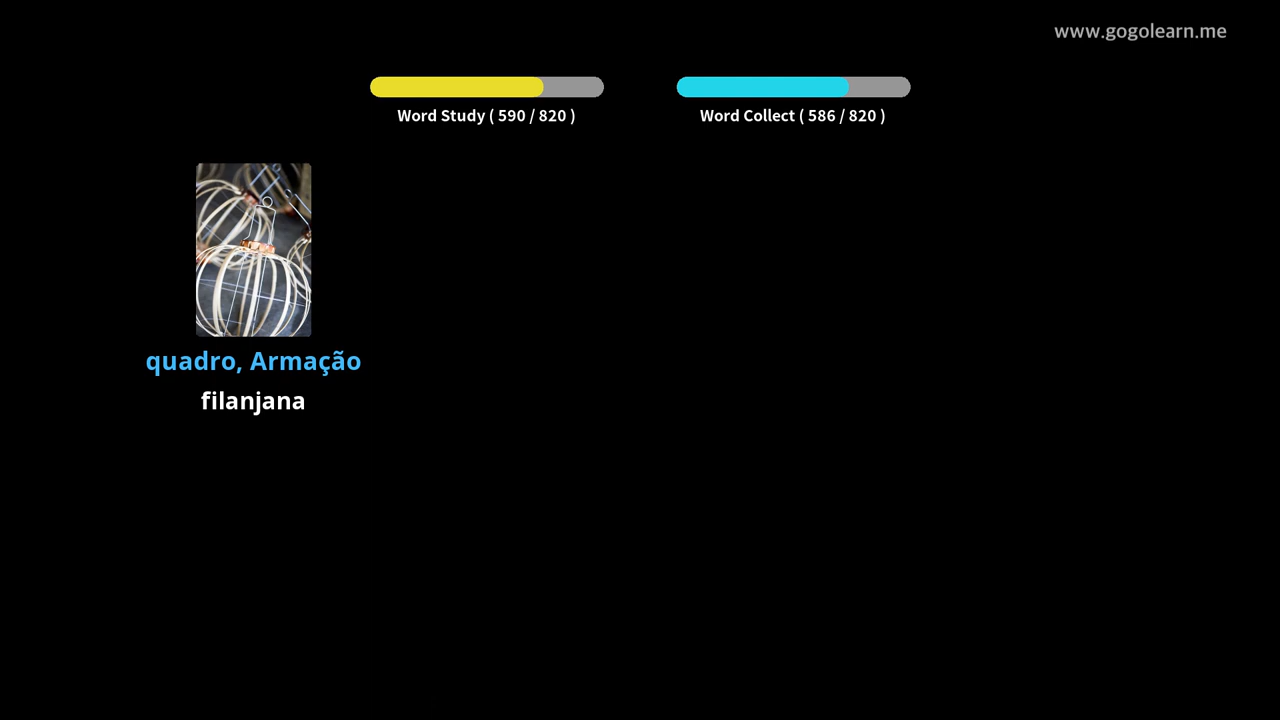 www.gogolearn.me
Word Study ( 590 / 820 )
Word Collect ( 586 / 820 )
quadro, Armação
filanjana